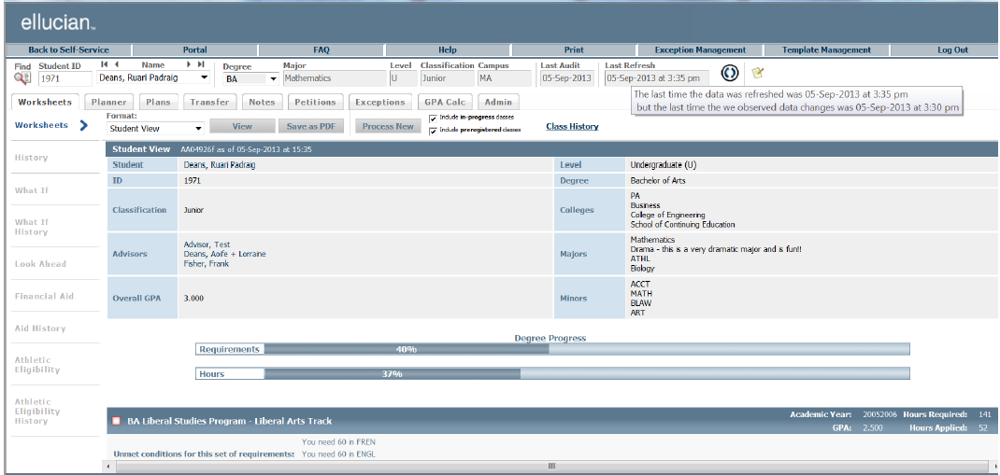 ellucian™
Back to Self-Service Portal FAQ Help Print Exception Management Template Management Log Out
Find Student ID Name Degree Major Level Classification Campus Last Audit Last Refresh
1971 Deans, Ruari Padraig BA Mathematics U Junior MA 05-Sep-2013 05-Sep-2013 at 3:35 pm
The last time the data was refreshed was 05-Sep-2013 at 3:35 pm
but the last time the we observed data changes was 05-Sep-2013 at 3:30 pm
Worksheets Planner Plans Transfer Notes Petitions Exceptions GPA Calc Admin
Worksheets
History
What If
What If
History
Look Ahead
Financial Aid
Aid History
Athletic
Eligibility
Athletic
Eligibility
History
Format:
Student View View Save as PDF Process New
Include in-progress classes
Include preregistered classes
Class History
Student View AA04926f as of 05-Sep-2013 at 15:35
Student Deans, Ruari Padraig Level Undergraduate (U)
ID 1971 Degree Bachelor of Arts
Classification Junior Colleges
PA
Business
College of Engineering
School of Continuing Education
Advisors
Advisor, Test
Deans, Aoife + Lorraine
Fisher, Frank
Majors
Mathematics
Drama - this is a very dramatic major and is fun!!
ATHL
Biology
Overall GPA 3.000 Minors
ACCT
MATH
BLAW
ART
Degree Progress
Requirements 40%
Hours 37%
BA Liberal Studies Program - Liberal Arts Track
Academic Year: 20052006 Hours Required: 141
GPA: 2.500 Hours Applied: 52
You need 60 in FREN
Unmet conditions for this set of requirements: You need 60 in ENGL